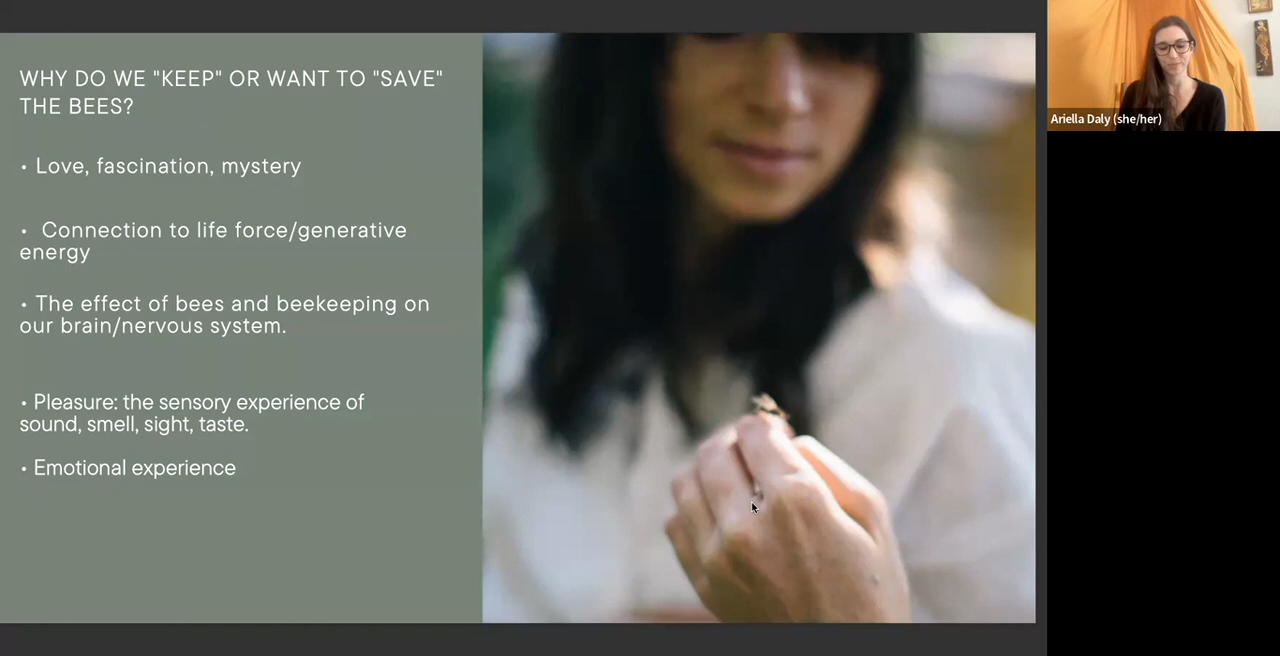 WHY DO WE "KEEP" OR WANT TO "SAVE"
THE BEES?
• Love, fascination, mystery
• Connection to life force/generative
energy
• The effect of bees and beekeeping on
our brain/nervous system.
• Pleasure: the sensory experience of
sound, smell, sight, taste.
• Emotional experience
Ariella Daly (she/her)